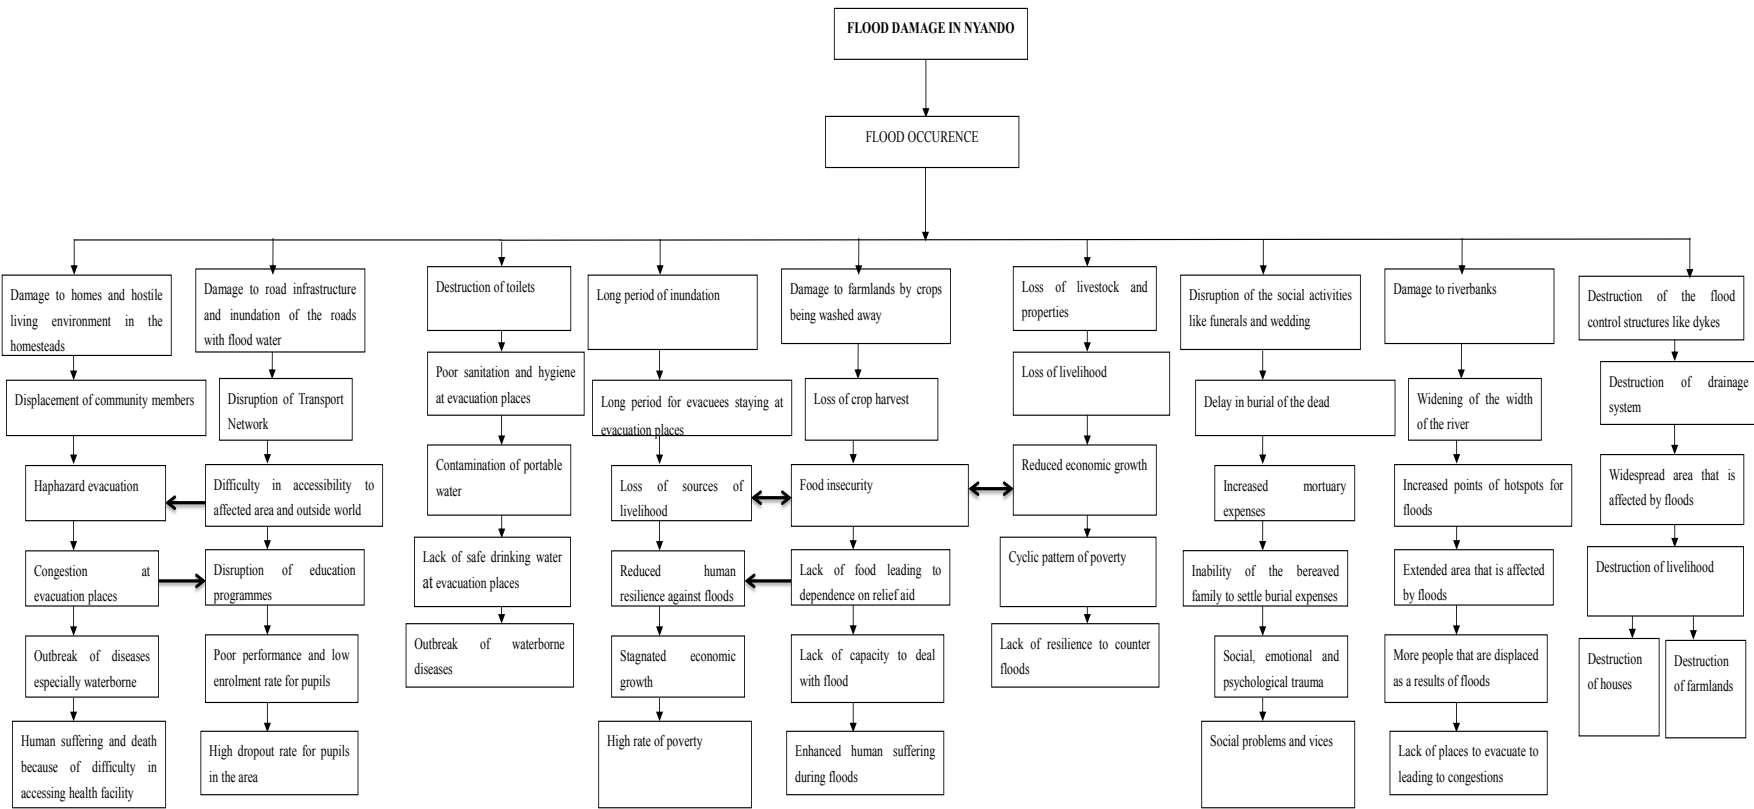 FLOOD DAMAGE IN NYANDO
FLOOD OCCURENCE
Damage to homes and hostile
living environment in the
homesteads
Displacement of community members
Haphazard evacuation
Congestion at
evacuation places
Outbreak of diseases
especially waterborne
Human suffering and death
because of difficulty in
accessing health facility
Damage to road infrastructure
and inundation of the roads
with flood water
Disruption of Transport
Network
Difficulty in accessibility to
affected area and outside world
Disruption of education
programmes
Poor performance and low
enrolment rate for pupils
High dropout rate for pupils
in the area
Destruction of toilets
Poor sanitation and hygiene
at evacuation places
Contamination of portable
water
Lack of safe drinking water
at evacuation places
Outbreak of waterborne
diseases
Long period of inundation
Long period for evacuees staying at
evacuation places
Loss of sources of
livelihood
Reduced human
resilience against floods
Stagnated economic
growth
High rate of poverty
Damage to farmlands by crops
being washed away
Loss of crop harvest
Food insecurity
Lack of food leading to
dependence on relief aid
Lack of capacity to deal
with flood
Enhanced human suffering
during floods
Loss of livestock and
properties
Loss of livelihood
Reduced economic growth
Cyclic pattern of poverty
Lack of resilience to counter
floods
Disruption of the social activities
like funerals and wedding
Delay in burial of the dead
Increased mortuary
expenses
Inability of the bereaved
family to settle burial expenses
Social, emotional and
psychological trauma
Social problems and vices
Damage to riverbanks
Widening of the width
of the river
Increased points of hotspots for
floods
Extended area that is affected
by floods
More people that are displaced
as a results of floods
Lack of places to evacuate to
leading to congestions
Destruction of the flood
control structures like dykes
Destruction of drainage
system
Widespread area that is
affected by floods
Destruction of livelihood
Destruction
of houses
Destruction
of farmlands